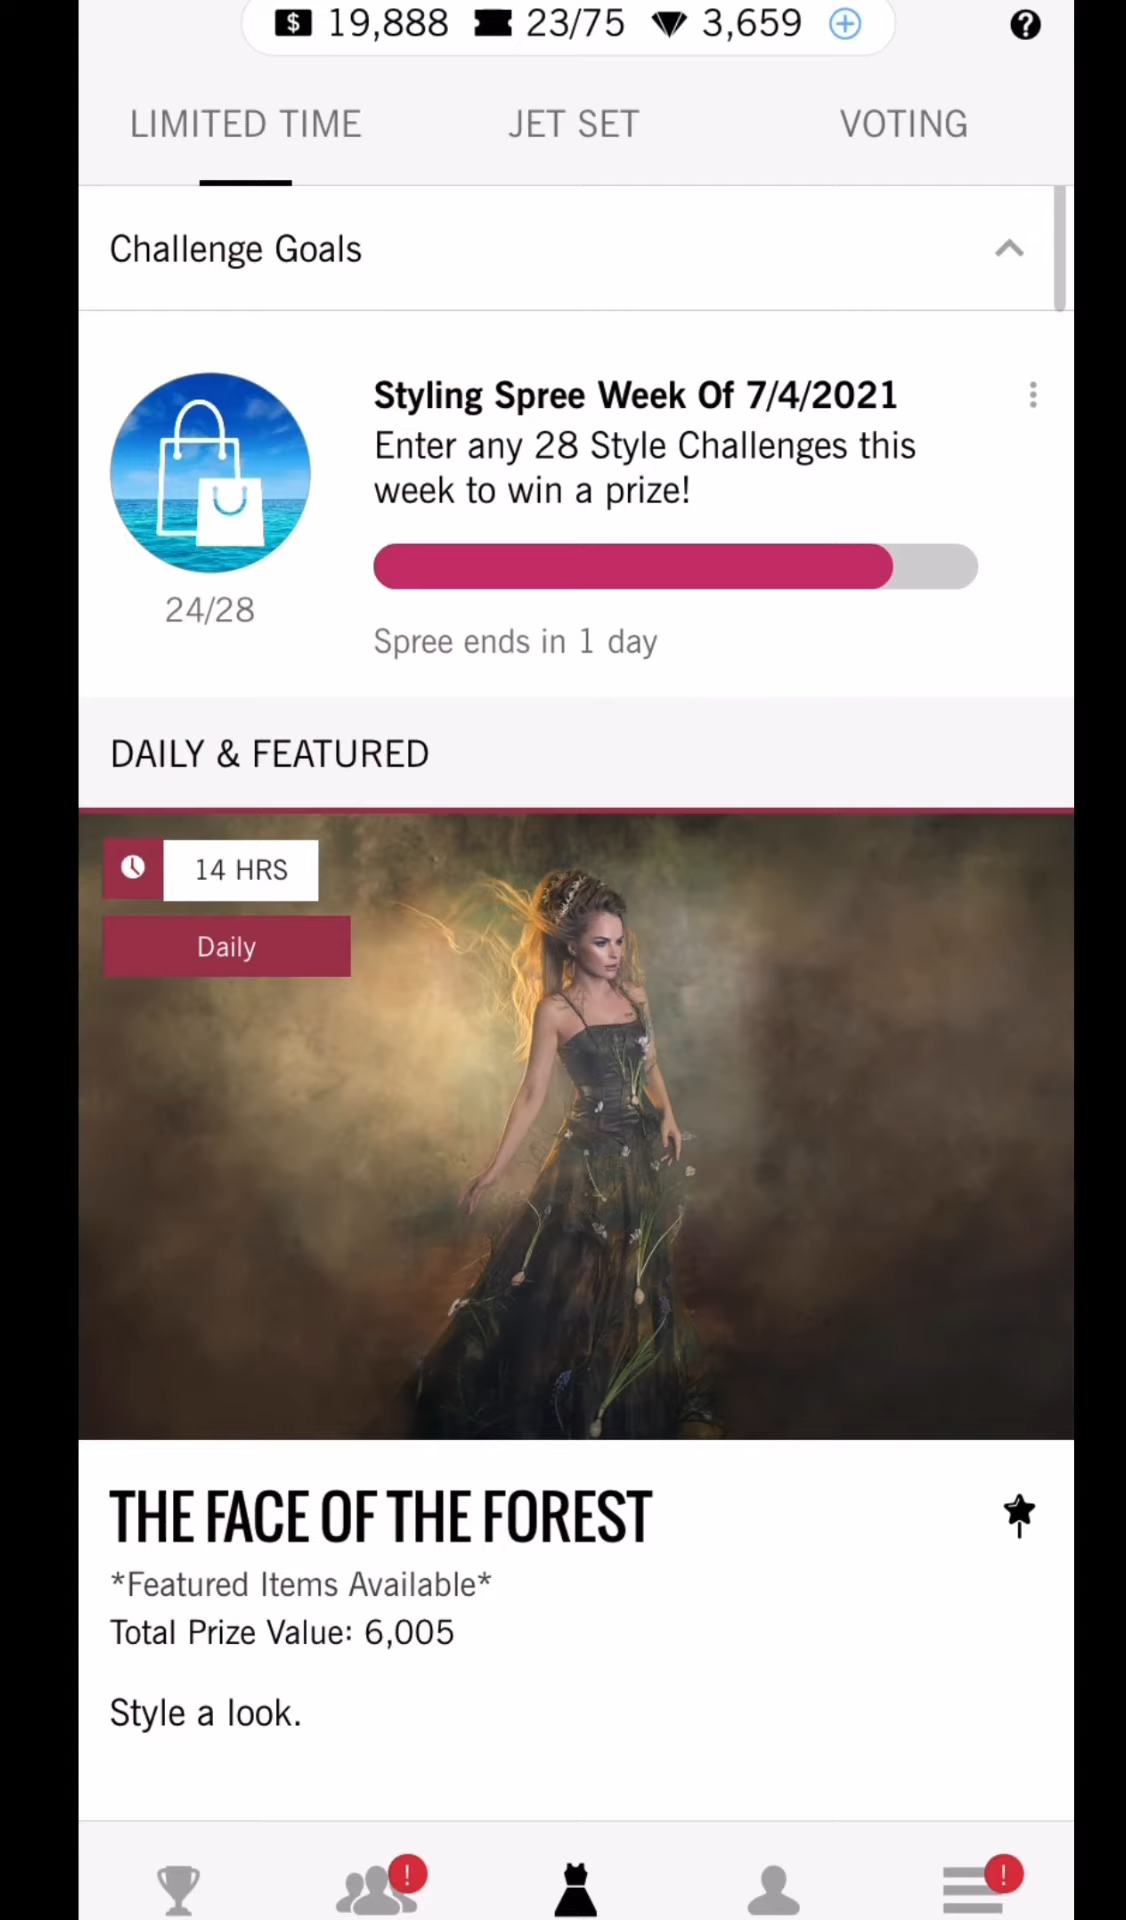 $ 19,888 23/75 3,659
?
LIMITED TIME JET SET VOTING
Challenge Goals
Styling Spree Week Of 7/4/2021
Enter any 28 Style Challenges this
week to win a prize!
24/28
Spree ends in 1 day
DAILY & FEATURED
14 HRS
Daily
THE FACE OF THE FOREST
*Featured Items Available*
Total Prize Value: 6,005
Style a look.
! !